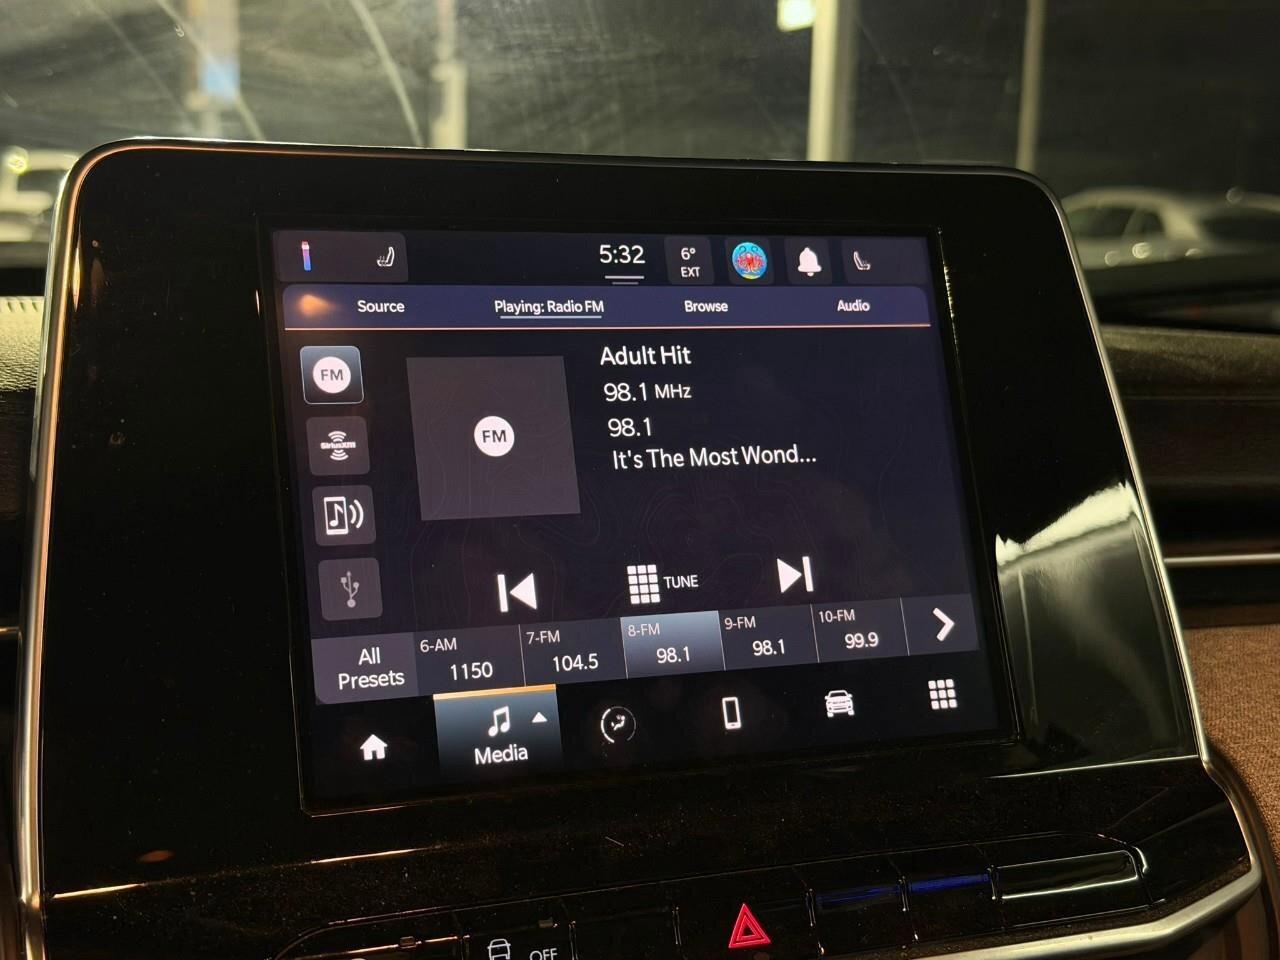 5:32
6°
EXT
Source
Playing: Radio FM
Browse
Audio
FM
SiriusXM
FM
Adult Hit
98.1 MHz
98.1
It's The Most Wond...
TUNE
All
Presets
6-AM
1150
7-FM
104.5
8-FM
98.1
9-FM
98.1
10-FM
99.9
Media
OFF